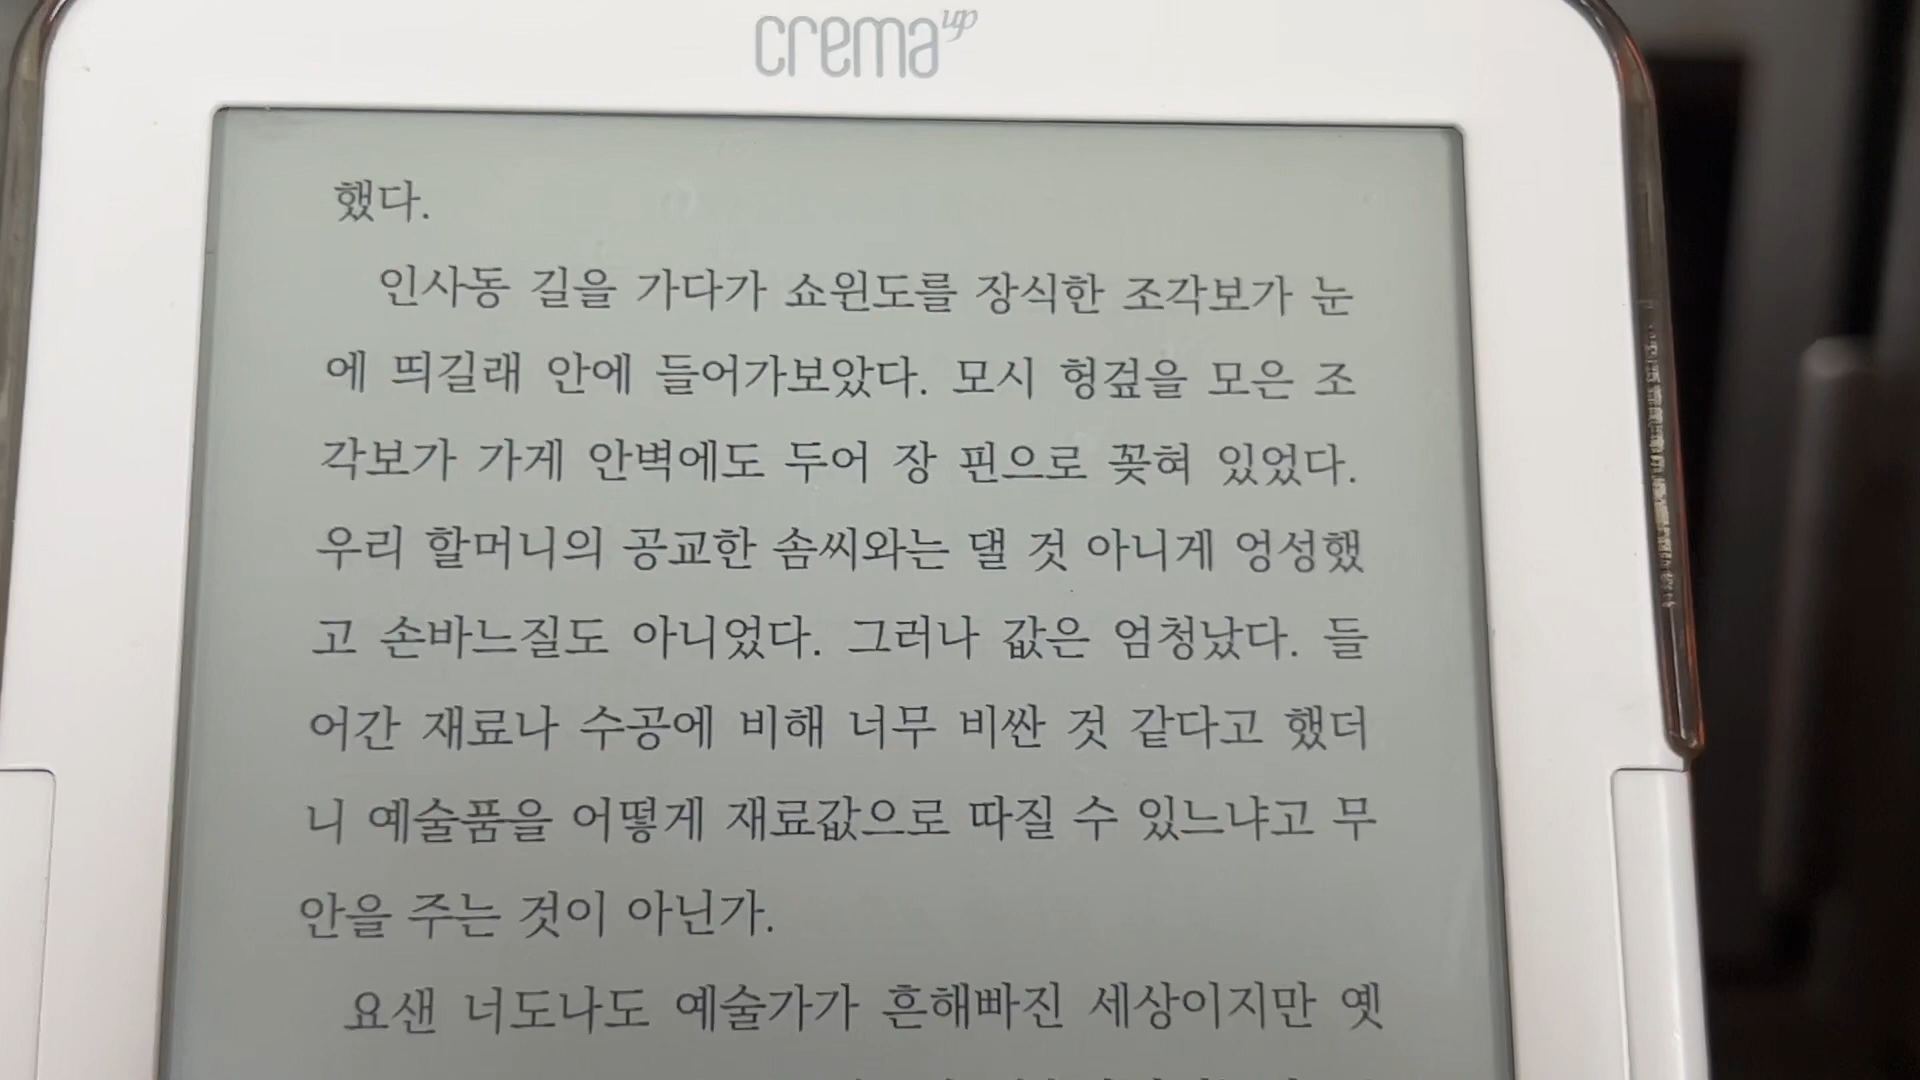 crema up
했다.
인사동 길을 가다가 쇼윈도를 장식한 조각보가 눈
에 띄길래 안에 들어가보았다. 모시 헝겊을 모은 조
각보가 가게 안벽에도 두어 장 핀으로 꽂혀 있었다.
우리 할머니의 공교한 솜씨와는 댈 것 아니게 엉성했
고 손바느질도 아니었다. 그러나 값은 엄청났다. 들
어간 재료나 수공에 비해 너무 비싼 것 같다고 했더
니 예술품을 어떻게 재료값으로 따질 수 있느냐고 무
안을 주는 것이 아닌가.
요샌 너도나도 예술가가 흔해빠진 세상이지만 옛